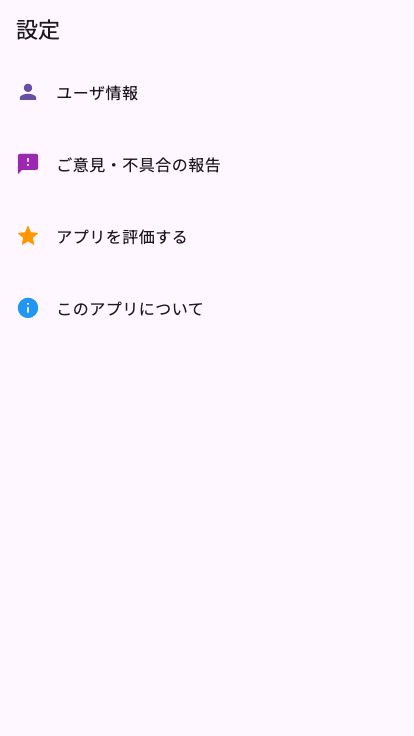 設定
ユーザ情報
ご意見・不具合の報告
アプリを評価する
このアプリについて